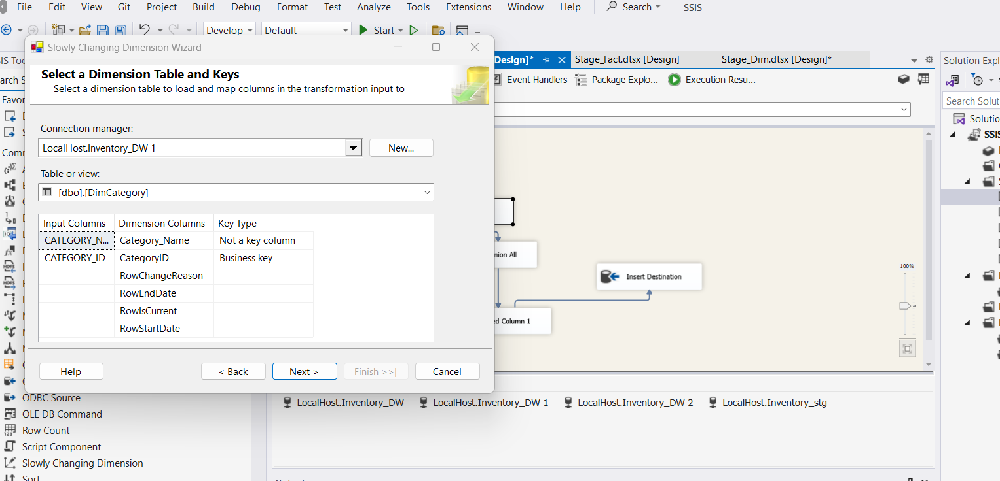 File Edit View Git Project Build Debug Format Test Analyze Tools Extensions Window Help Search SSIS
Develop Default Start
Slowly Changing Dimension Wizard
Design]* Stage_Fact.dtsx [Design] Stage_Dim.dtsx [Design]* Solution Expl
Select a Dimension Table and Keys
Select a dimension table to load and map columns in the transformation input to
Event Handlers Package Explo... Execution Resu...
Search Solut
Solutio
SSIS
Connection manager:
LocalHost.Inventory_DW 1 New...
Table or view:
[dbo].[DimCategory]
Input Columns Dimension Columns Key Type
CATEGORY_N... Category_Name Not a key column
CATEGORY_ID CategoryID Business key
RowChangeReason
RowEndDate
RowIsCurrent
RowStartDate
Help < Back Next > Finish >>| Cancel
IS Too
arch S
Favor
Comm
ODBC Source
OLE DB Command
Row Count
Script Component
Slowly Changing Dimension
Sort
nion All
Insert Destination
ed Column 1
100%
LocalHost.Inventory_DW LocalHost.Inventory_DW 1 LocalHost.Inventory_DW 2 LocalHost.Inventory_stg